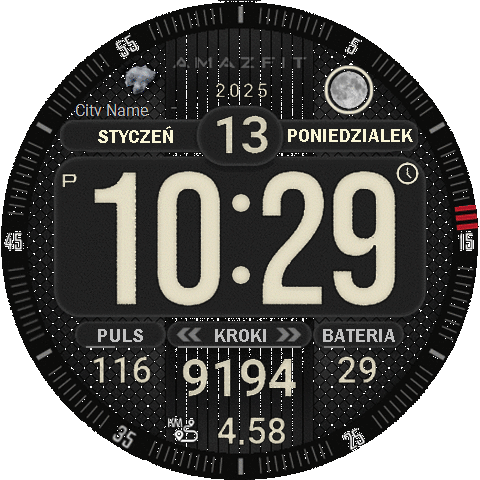 55
5
AMAZFIT
2025
City Name
--
STYCZEŃ
13
PONIEDZIALEK
P
10:29
45
15
PULS
KROKI
BATERIA
116
9194
29
KM
4.58
35
25